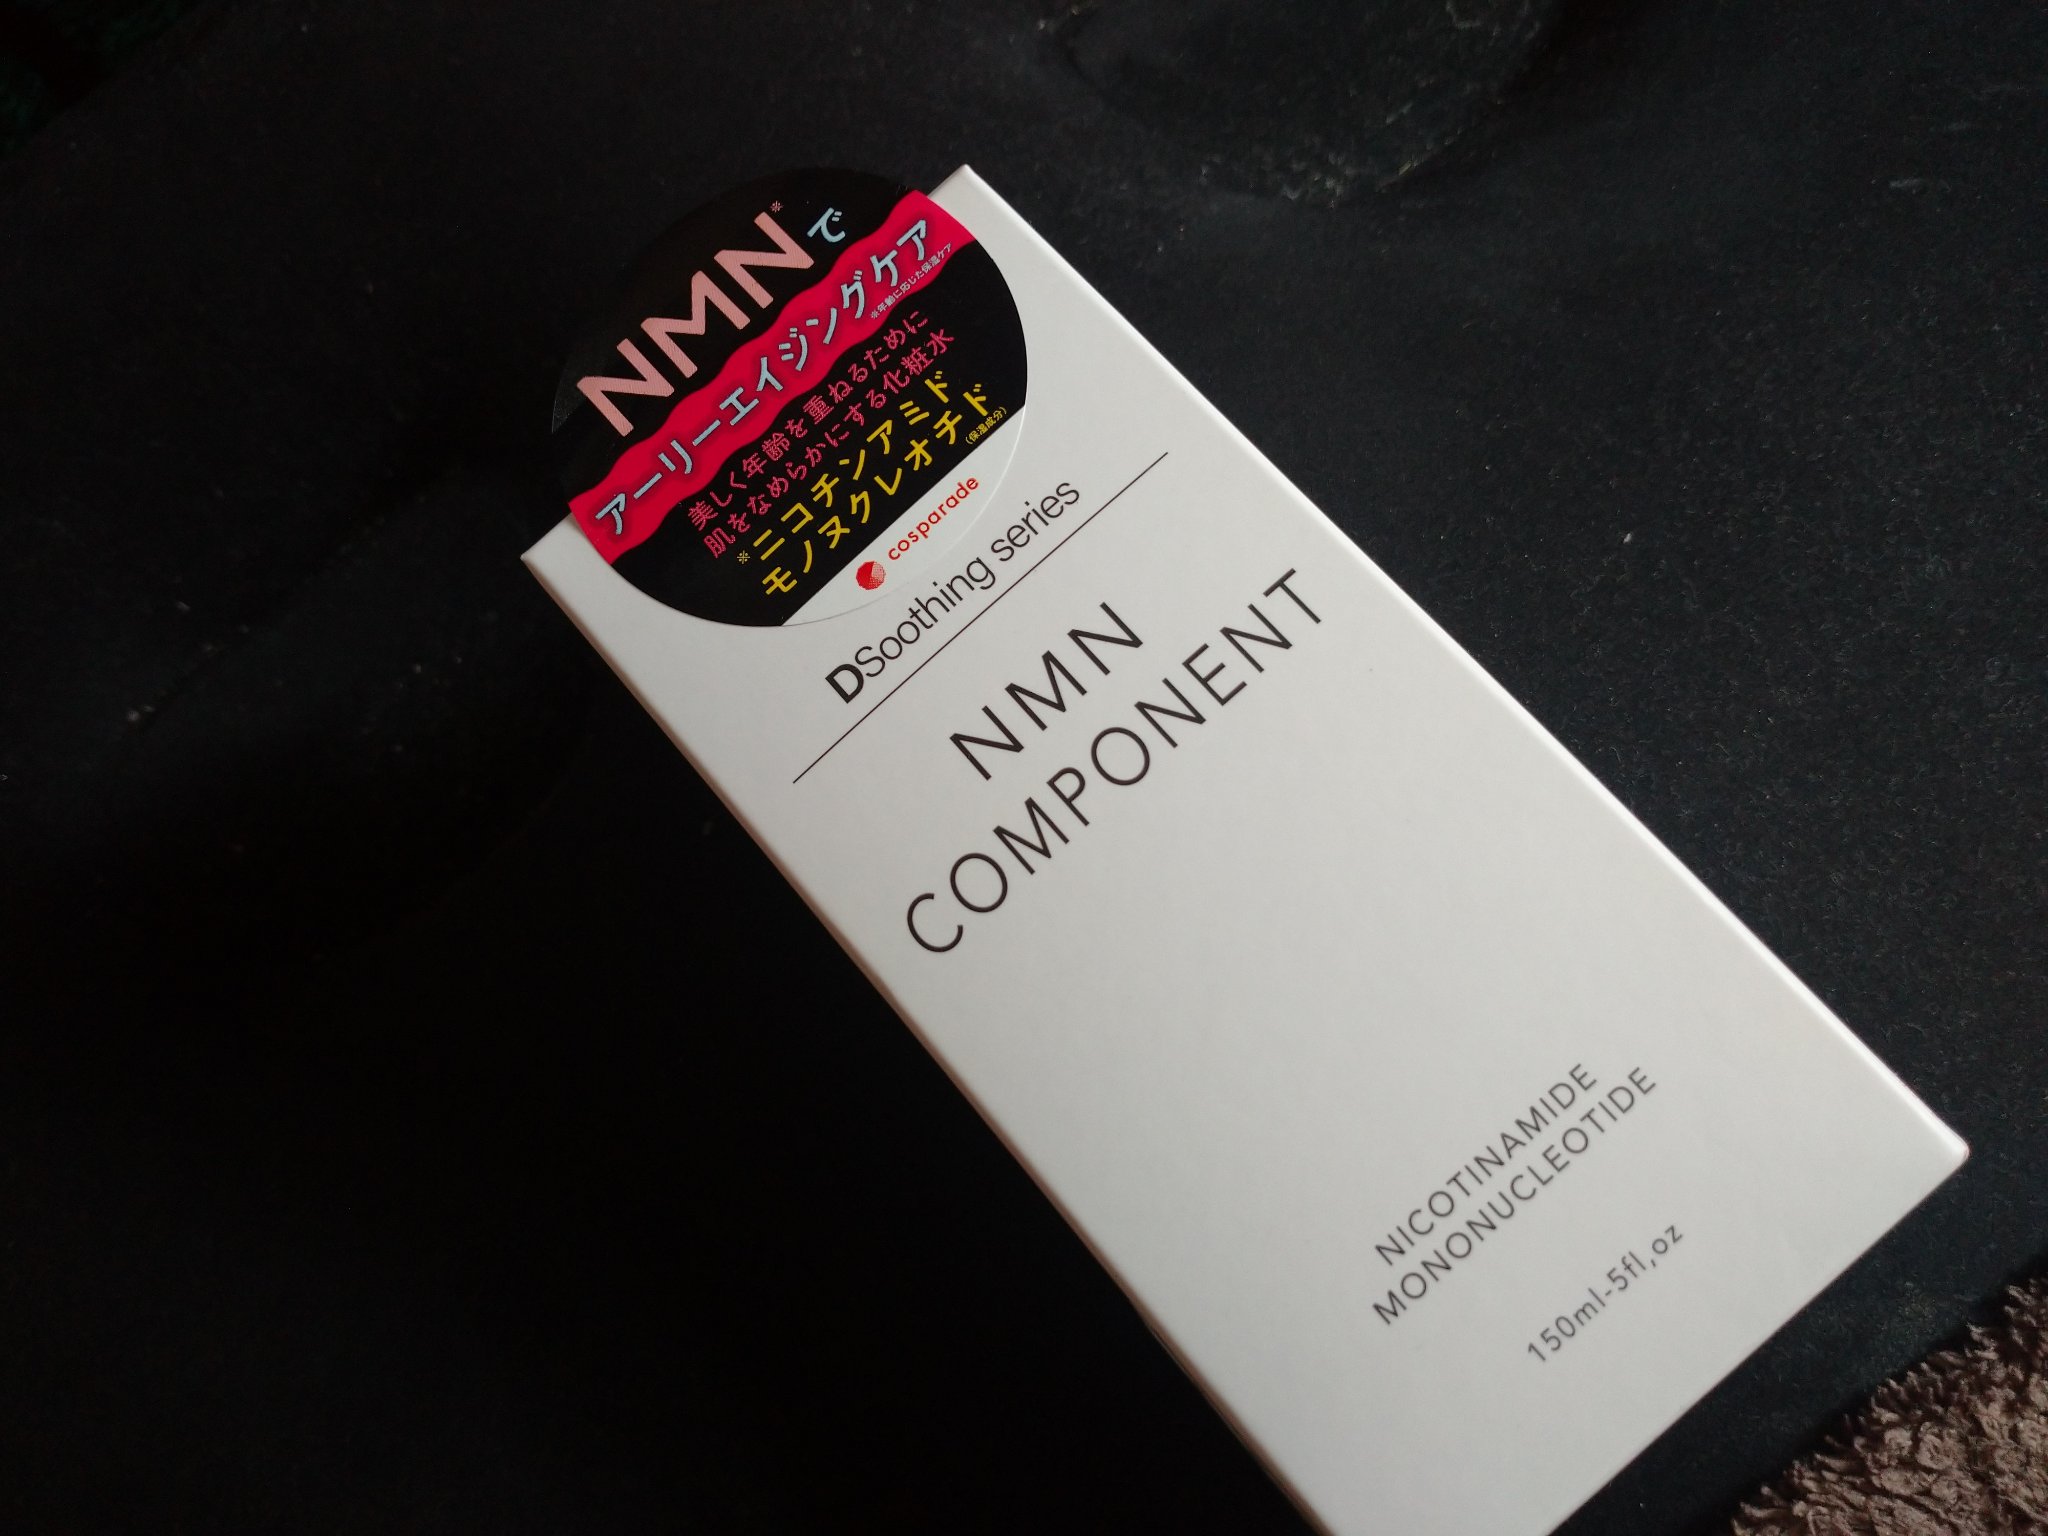 NMN※で
アーリーエイジングケア
※年齢に応じた保湿ケア
美しく年齢を重ねるために
肌をなめらかにする化粧水
※ニコチンアミド
モノヌクレオチド
(保湿成分)
cosparade
DSoothing series
NMN
COMPONENT
NICOTINAMIDE
MONONUCLEOTIDE
150ml-5fl,oz